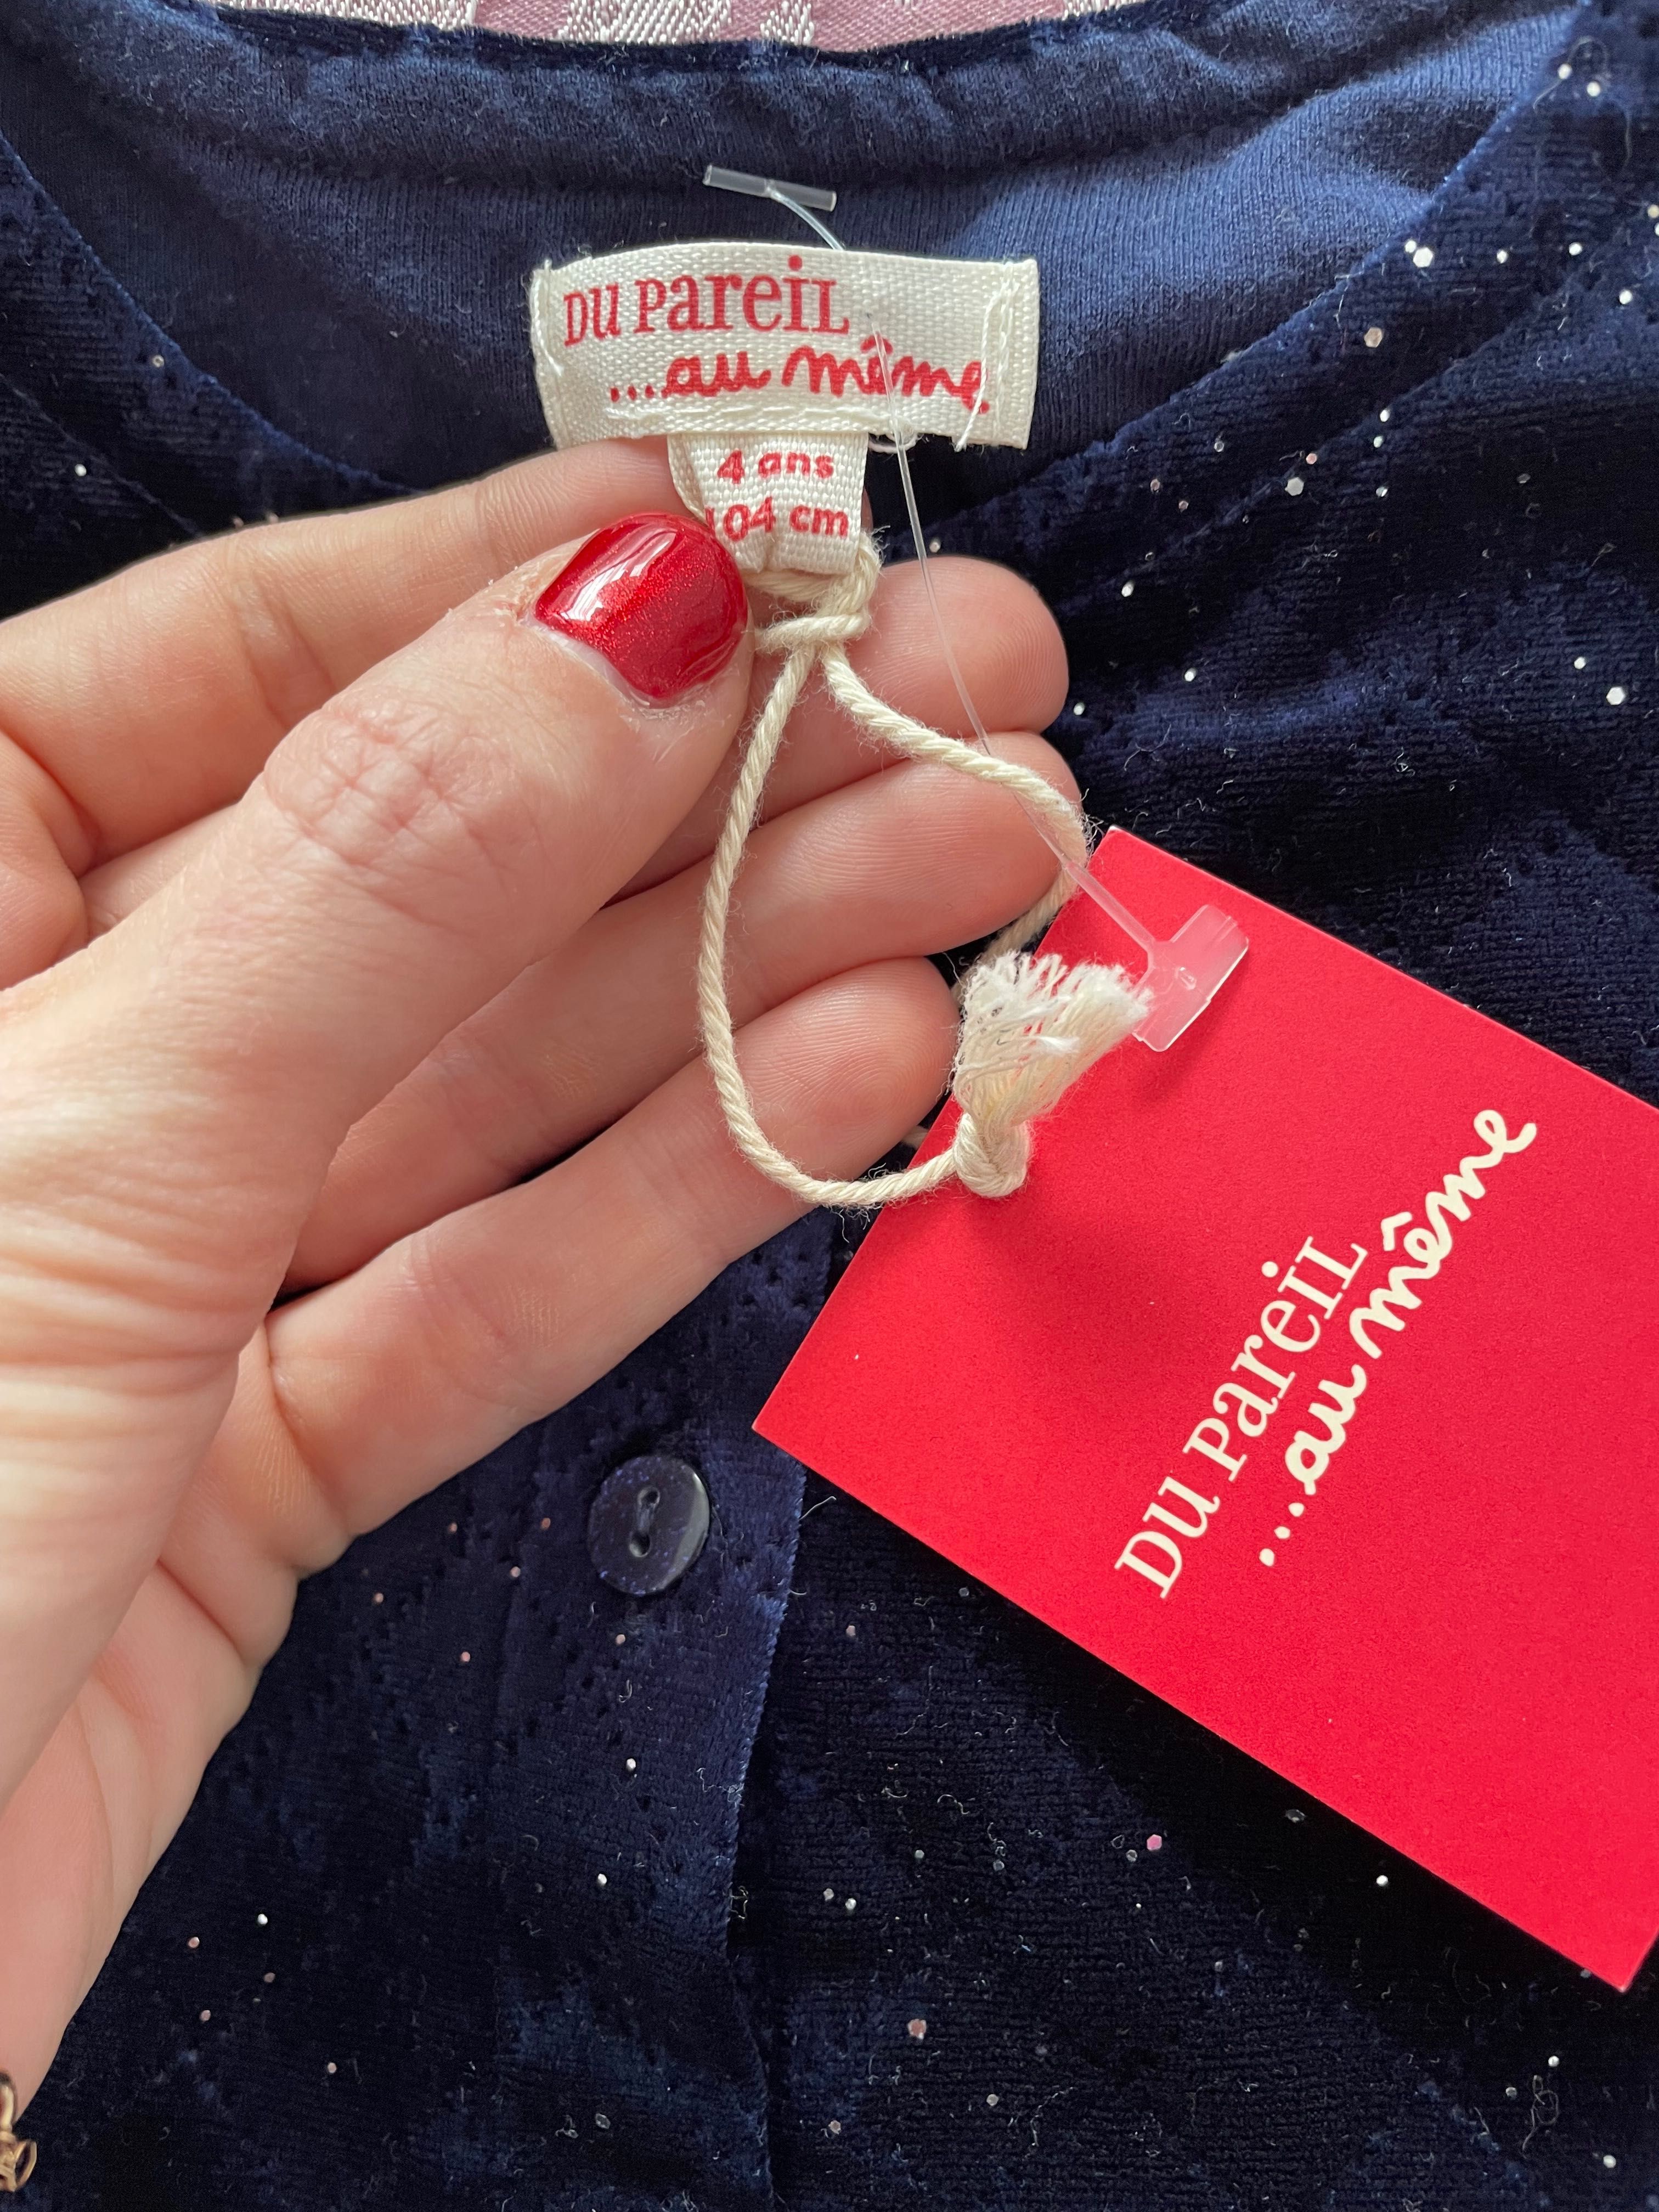 DU PareiL
...au même
4 ans
104 cm
DU PareiL
...au même